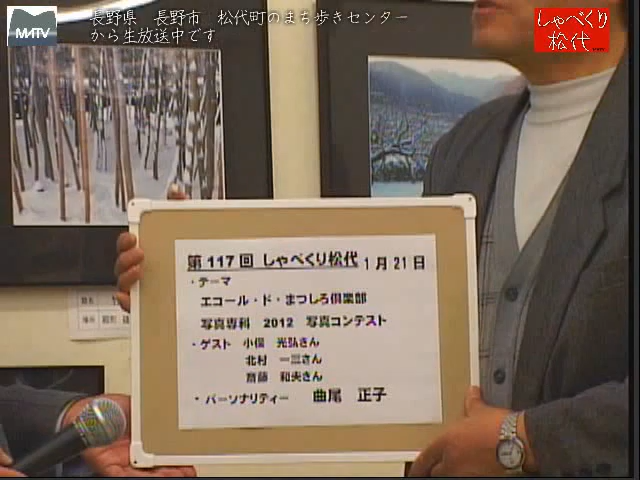 MATV
長野県 長野市 松代町のまち歩きセンター
から生放送中です
しゃべくり
松代
第117回 しゃべくり松代 1月21日
・テーマ
エコール・ド・まつしろ倶楽部
写真専科 2012 写真コンテスト
・ゲスト 小俣 光弘さん
北村 一三さん
齋藤 和夫さん
・パーソナリティー 曲尾 正子